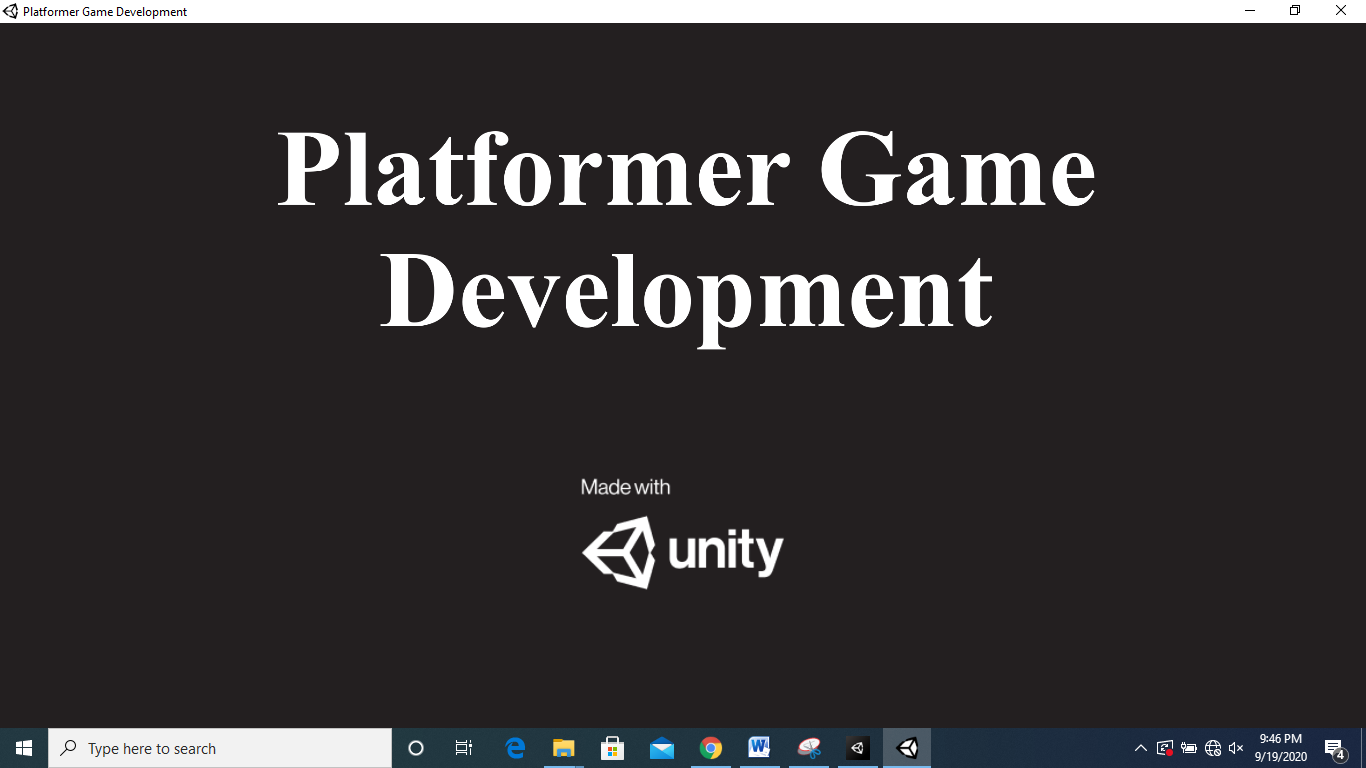 Platformer Game Development
Platformer Game
Development
Made with
unity
Type here to search
9:46 PM
9/19/2020
4